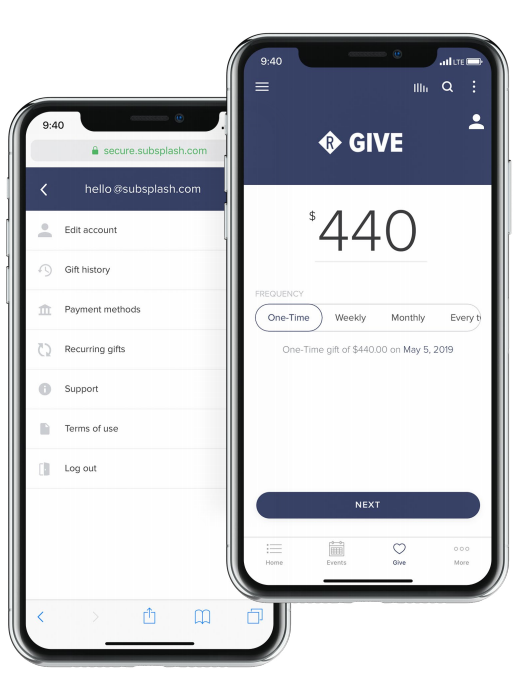 9:40
secure.subsplash.com
hello@subsplash.com
Edit account
Gift history
Payment methods
Recurring gifts
Support
Terms of use
Log out
9:40
LTE
R GIVE
$440
FREQUENCY
One-Time Weekly Monthly Every
One-Time gift of $440.00 on May 5, 2019
NEXT
Home Events Give More